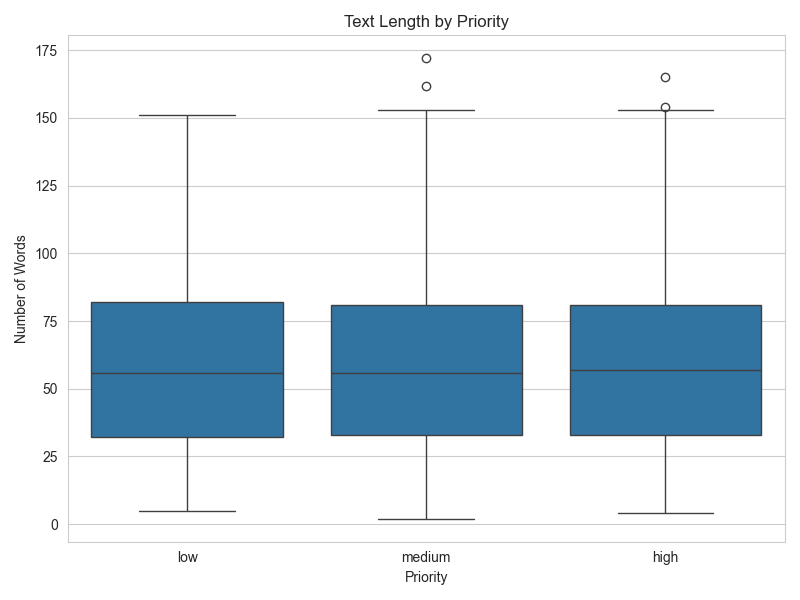 Text Length by Priority
Number of Words
175
150
125
100
75
50
25
0
low
medium
high
Priority